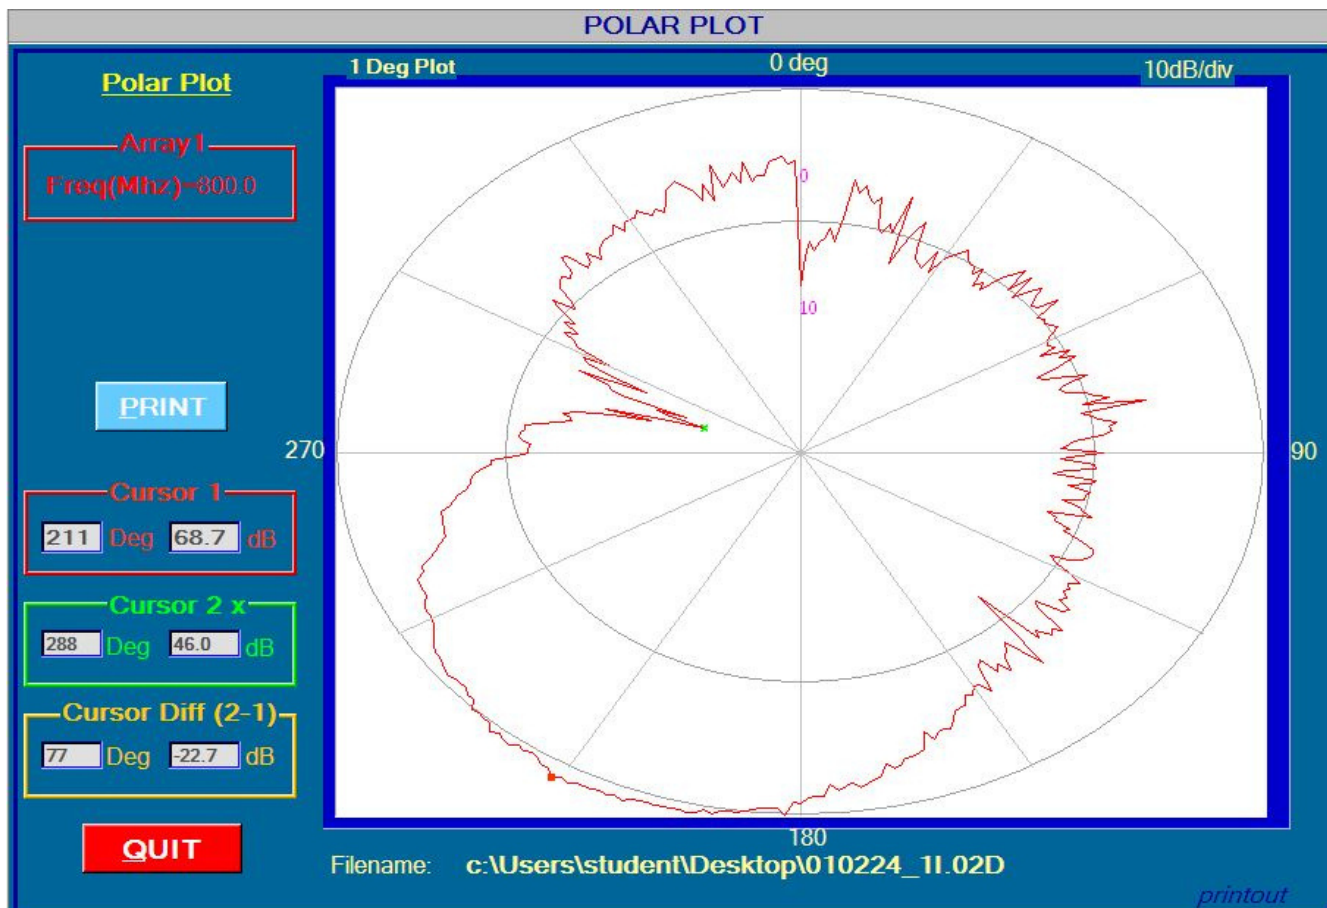 POLAR PLOT
Polar Plot
1 Deg Plot
0 deg
10dB/div
Array1
Freq(Mhz)=800.0
0
10
PRINT
270
90
Cursor 1
211 Deg 68.7 dB
Cursor 2 x
288 Deg 46.0 dB
Cursor Diff (2-1)
77 Deg -22.7 dB
QUIT
180
Filename: c:\Users\student\Desktop\010224_1I.02D
printout